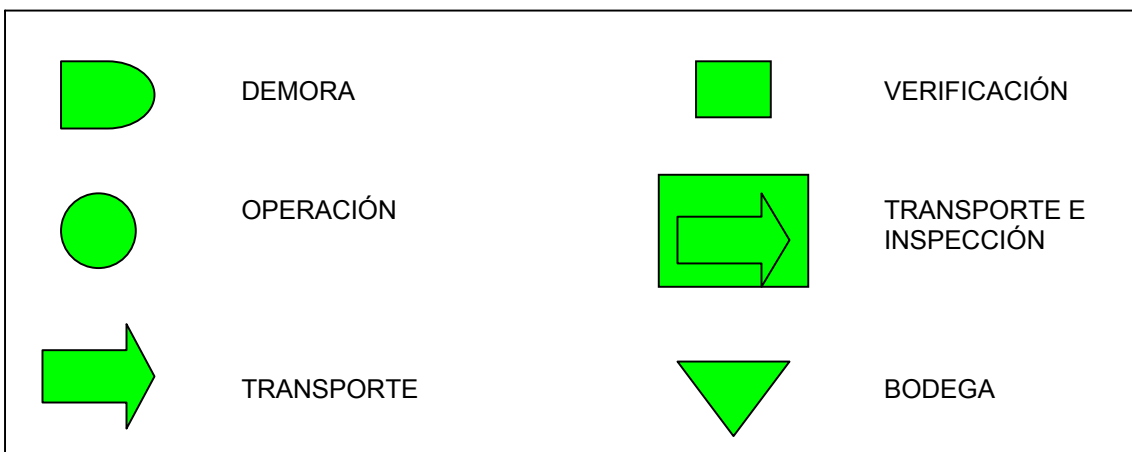 DEMORA
VERIFICACIÓN
OPERACIÓN
TRANSPORTE E
INSPECCIÓN
TRANSPORTE
BODEGA